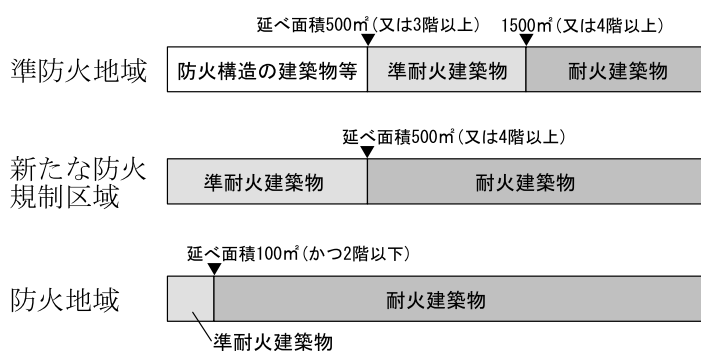 延べ面積500㎡(又は3階以上) 1500㎡(又は4階以上)
準防火地域 防火構造の建築物等 準耐火建築物 耐火建築物
延べ面積500㎡(又は4階以上)
新たな防火
規制区域
準耐火建築物 耐火建築物
延べ面積100㎡(かつ2階以下)
防火地域 耐火建築物
準耐火建築物